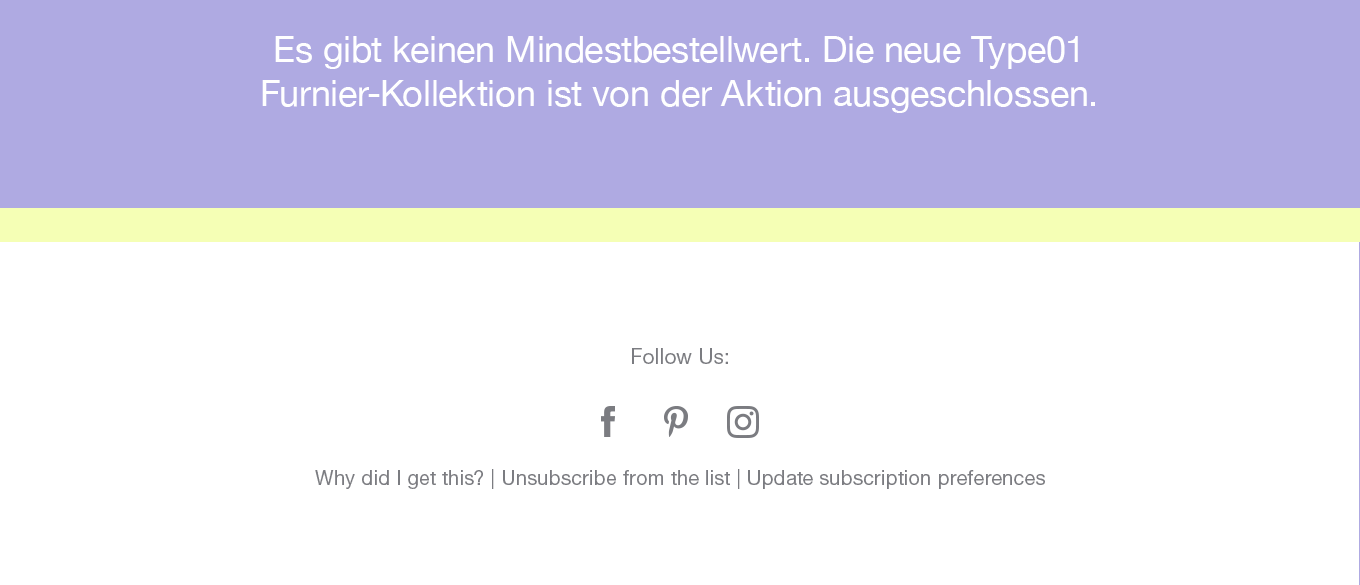 Es gibt keinen Mindestbestellwert. Die neue Type01
Furnier-Kollektion ist von der Aktion ausgeschlossen.
Follow Us:
Why did I get this? | Unsubscribe from the list | Update subscription preferences